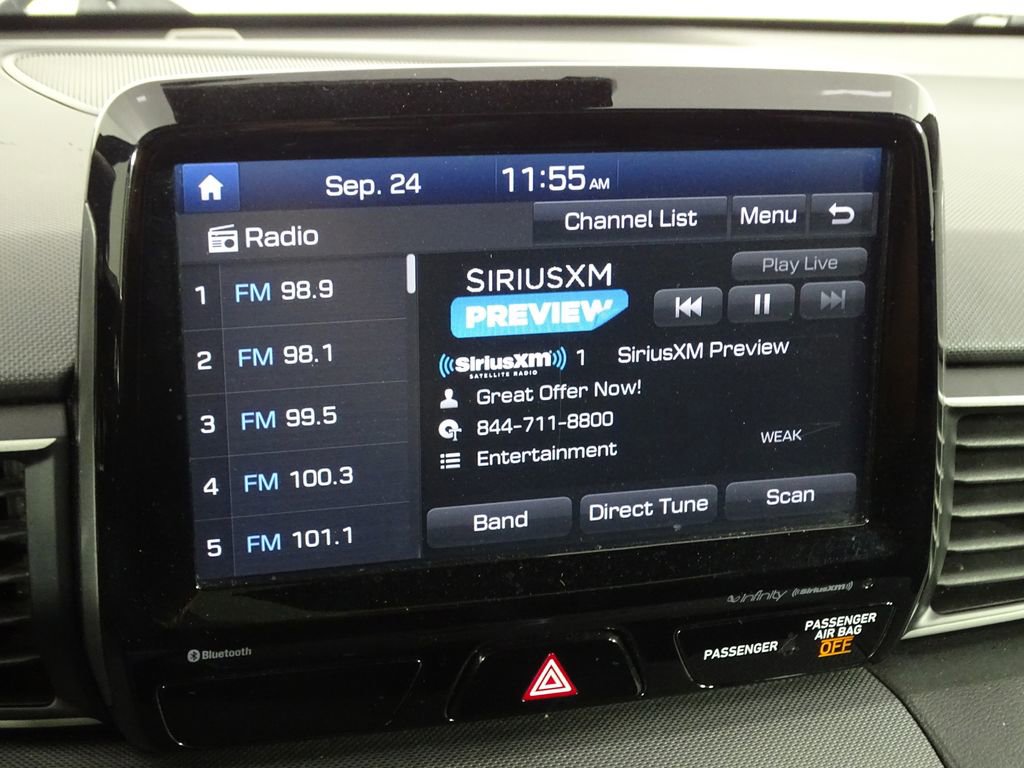 Sep. 24
11:55 AM
Channel List
Menu
Radio
1 FM 98.9
2 FM 98.1
3 FM 99.5
4 FM 100.3
5 FM 101.1
SIRIUSXM
PREVIEW
Play Live
SiriusXM 1 SiriusXM Preview
SATELLITE RADIO
Great Offer Now!
844-711-8800
Entertainment
WEAK
Band
Direct Tune
Scan
infinity SiriusXM
Bluetooth
PASSENGER
PASSENGER
AIR BAG
OFF